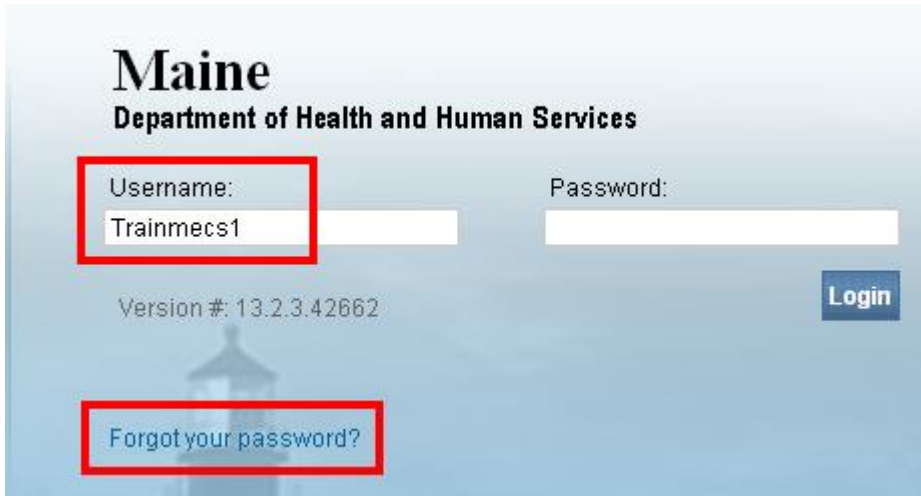 Maine
Department of Health and Human Services
Username: Password:
Trainmecs1
Version #: 13.2.3.42662
Login
Forgot your password?